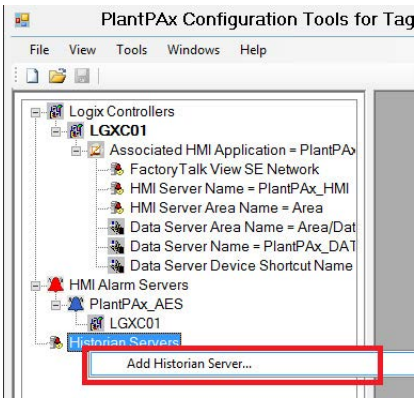 PlantPAx Configuration Tools for Tag
File View Tools Windows Help
Logix Controllers
LGXC01
Associated HMI Application = PlantPAx
FactoryTalk View SE Network
HMI Server Name = PlantPAx_HMI
HMI Server Area Name = Area
Data Server Area Name = Area/Dat
Data Server Name = PlantPAx_DAT
Data Server Device Shortcut Name
HMI Alarm Servers
PlantPAx_AES
LGXC01
Historian Servers
Add Historian Server...